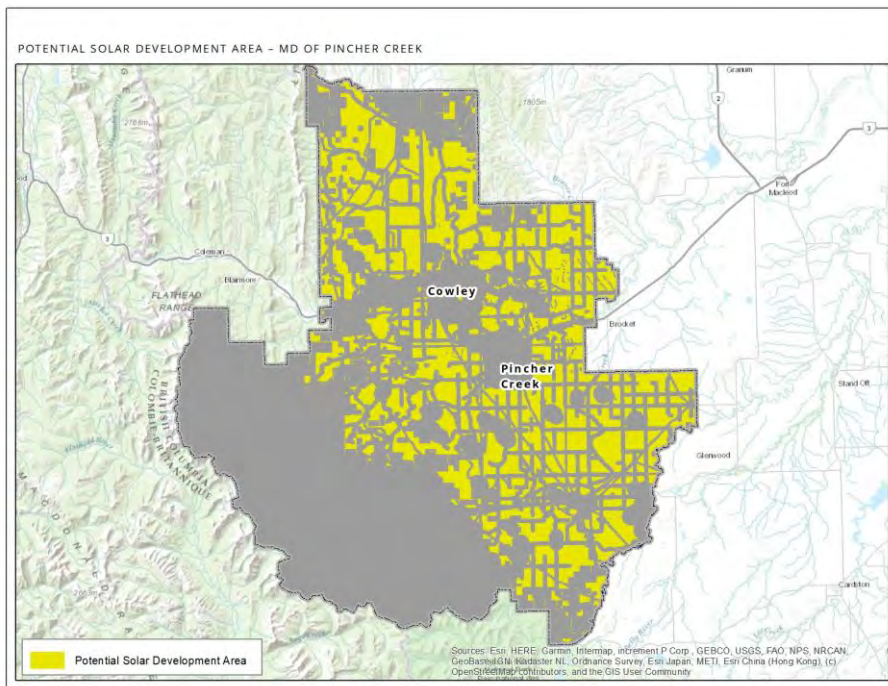 POTENTIAL SOLAR DEVELOPMENT AREA – MD OF PINCHER CREEK
Granum
2
3
Fort
Macleod
3
Coleman
Blairmore
FLATHEAD
RANGE
Cowley
Brocket
Pincher
Creek
Stand Off
BRITISH COLUMBIA
COLOMBIE-BRITANNIQUE
Glenwood
Cardston
Potential Solar Development Area
Sources: Esri, HERE, Garmin, Intermap, increment P Corp., GEBCO, USGS, FAO, NPS, NRCAN,
GeoBase, IGN, Kadaster NL, Ordnance Survey, Esri Japan, METI, Esri China (Hong Kong), (c)
OpenStreetMap contributors, and the GIS User Community